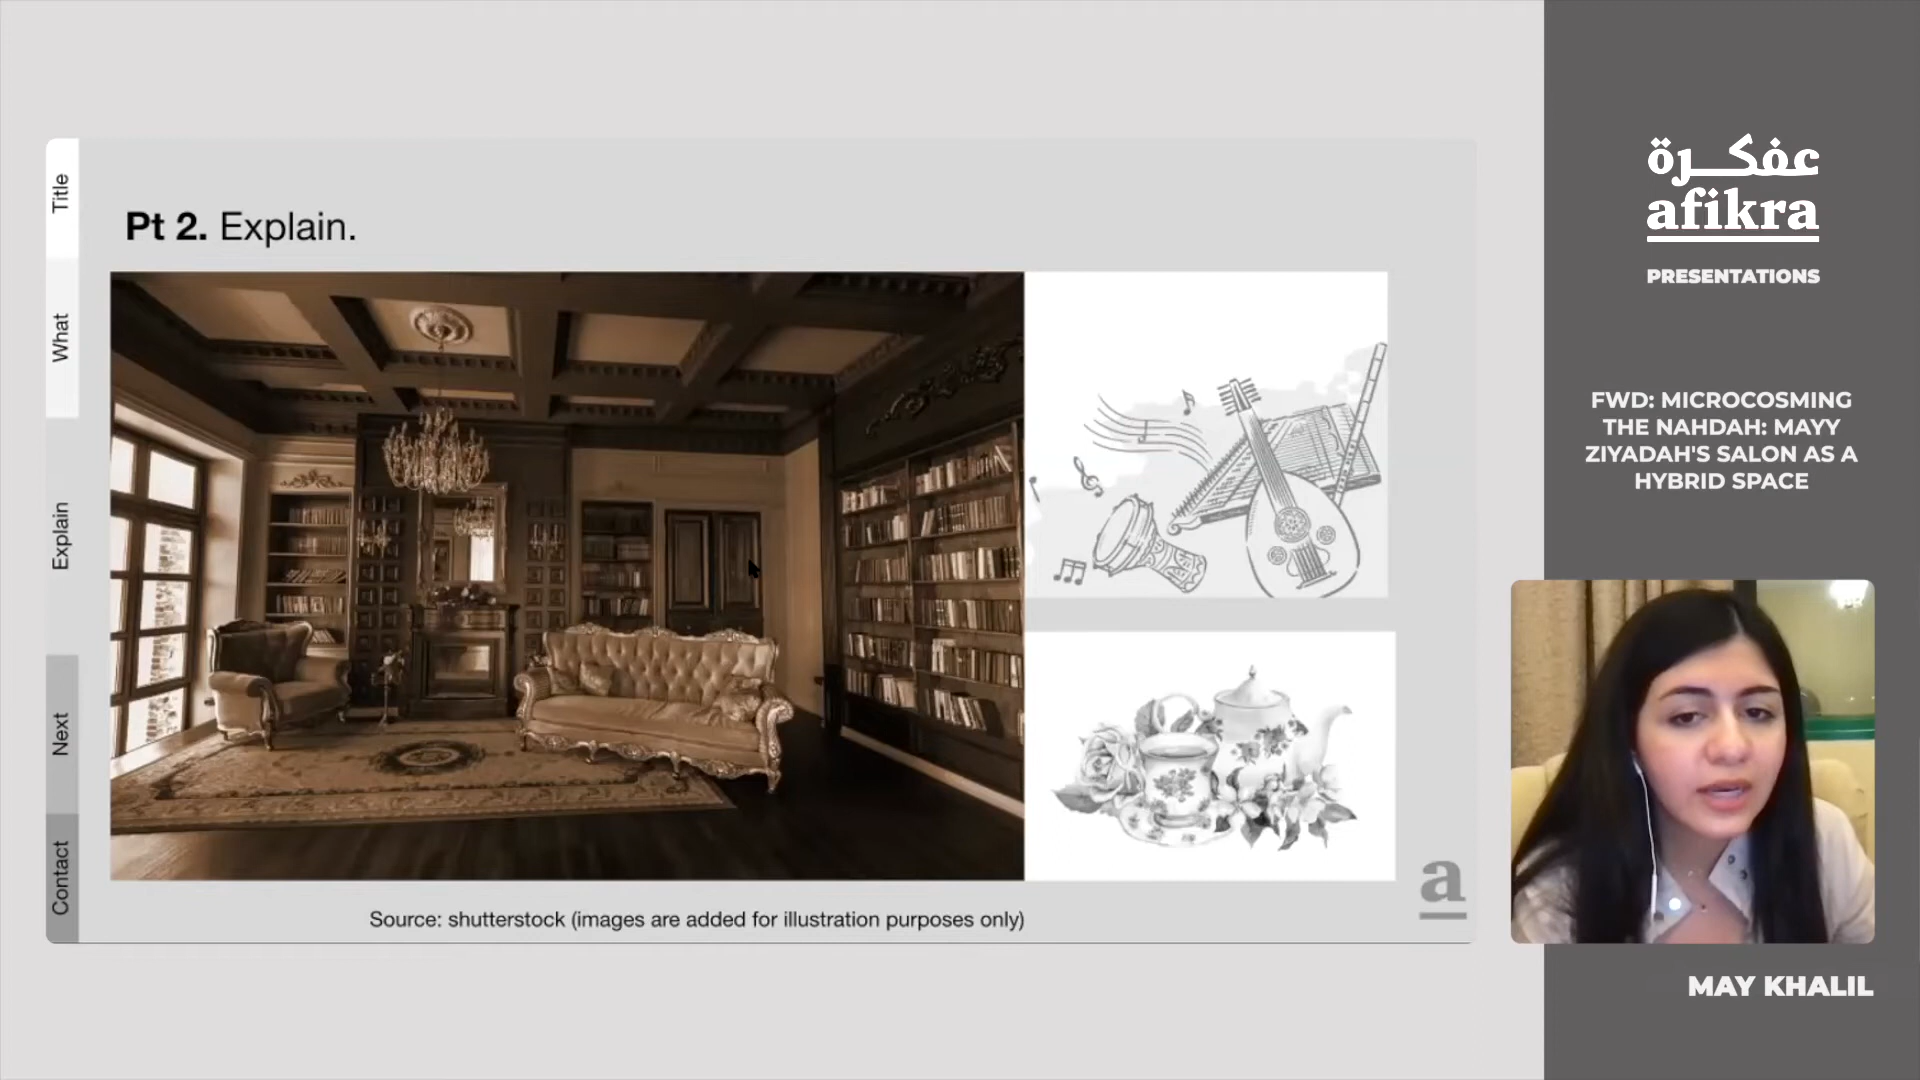 Title
What
Explain
Next
Contact
Pt 2. Explain.
Source: shutterstock (images are added for illustration purposes only)
a
عفكرة
afikra
PRESENTATIONS
FWD: MICROCOSMING
THE NAHDAH: MAYY
ZIYADAH'S SALON AS A
HYBRID SPACE
MAY KHALIL